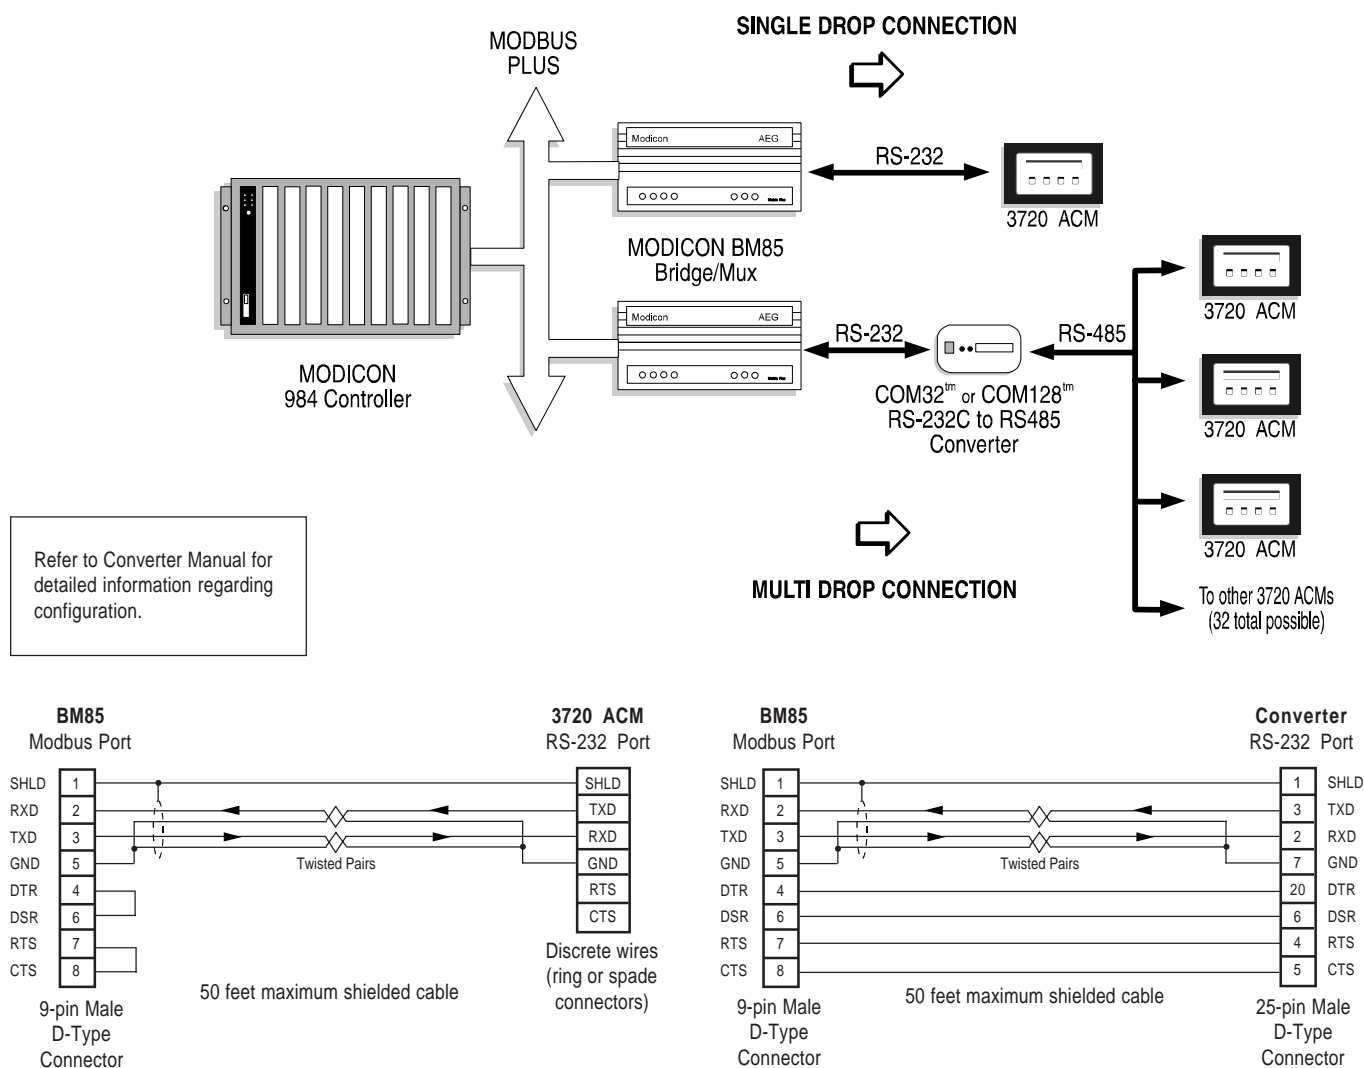 SINGLE DROP CONNECTION
MODBUS
PLUS
Modicon AEG
RS-232
3720 ACM
MODICON BM85
Bridge/Mux
3720 ACM
Modicon AEG
RS-232
RS-485
MODICON
984 Controller
COM32tm or COM128tm
RS-232C to RS485
Converter
3720 ACM
3720 ACM
MULTI DROP CONNECTION
To other 3720 ACMs
(32 total possible)
Refer to Converter Manual for
detailed information regarding
configuration.
BM85
Modbus Port
3720 ACM
RS-232 Port
SHLD 1 SHLD
RXD 2 TXD
TXD 3 RXD
GND 5 Twisted Pairs GND
DTR 4 RTS
DSR 6 CTS
RTS 7
CTS 8
Discrete wires
(ring or spade
connectors)
50 feet maximum shielded cable
9-pin Male
D-Type
Connector
BM85
Modbus Port
Converter
RS-232 Port
SHLD 1 1 SHLD
RXD 2 3 TXD
TXD 3 2 RXD
GND 5 Twisted Pairs 7 GND
DTR 4 20 DTR
DSR 6 6 DSR
RTS 7 4 RTS
CTS 8 5 CTS
50 feet maximum shielded cable
9-pin Male
D-Type
Connector
25-pin Male
D-Type
Connector